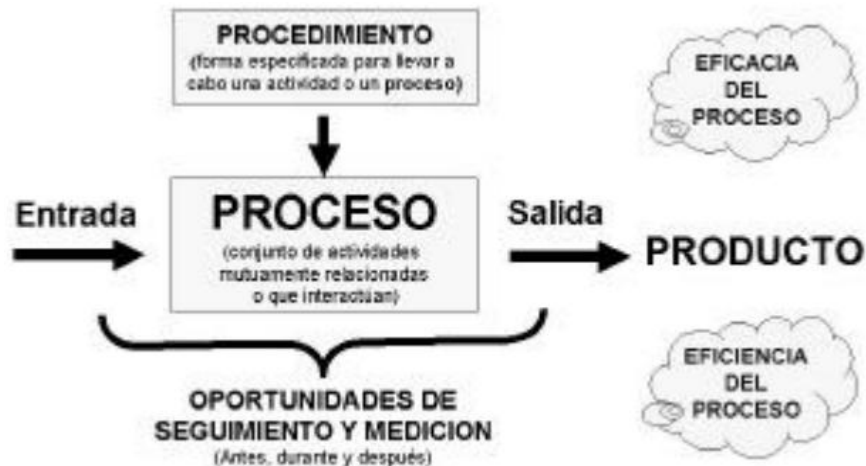 PROCEDIMIENTO
(forma especificada para llevar a
cabo una actividad o un proceso)
EFICACIA
DEL
PROCESO
Entrada
PROCESO
(conjunto de actividades
mutuamente relacionadas
o que interactúan)
Salida
PRODUCTO
OPORTUNIDADES DE
SEGUIMIENTO Y MEDICION
(Antes, durante y después)
EFICIENCIA
DEL
PROCESO